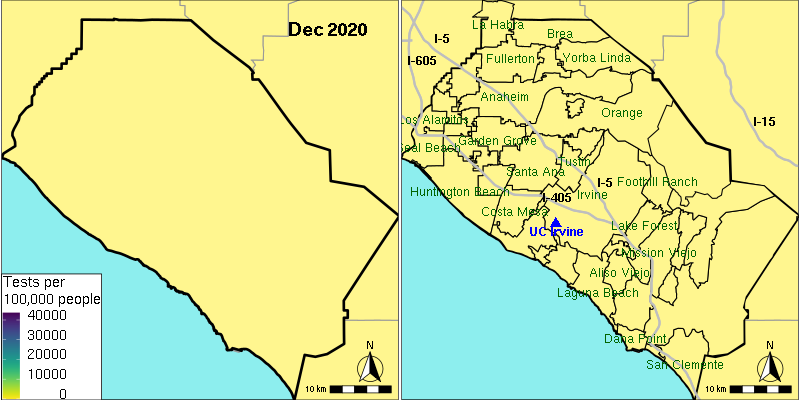 Dec 2020
Tests per
100,000 people
40000
30000
20000
10000
0
N
10 km
La Habra
Brea
I-5
Fullerton
Yorba Linda
I-605
Anaheim
Orange
Los Alamitos
I-15
Garden Grove
Seal Beach
Tustin
Santa Ana
I-5
Foothill Ranch
Huntington Beach
I-405
Irvine
Costa Mesa
Lake Forest
UC Irvine
Mission Viejo
Aliso Viejo
Laguna Beach
Dana Point
San Clemente
N
10 km